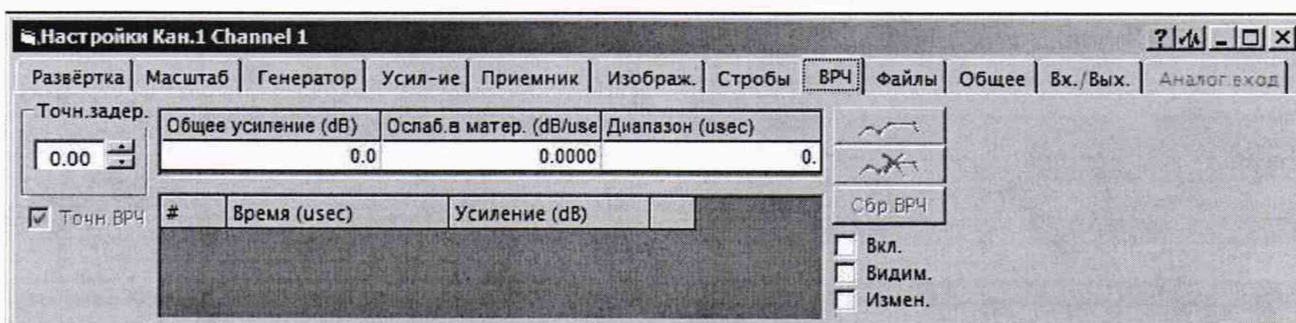 Настройки Кан.1 Channel 1
Развёртка Масштаб Генератор Усил-ие Приемник Изображ. Стробы ВРЧ Файлы Общее Вх./Вых. Аналог.вход
Точн.задер.
0.00
Общее усиление (dB) Ослаб.в матер. (dB/use Диапазон (usec)
0.0 0.0000 0.
Точн.ВРЧ
# Время (usec) Усиление (dB)
Сбр.ВРЧ
Вкл.
Видим.
Измен.